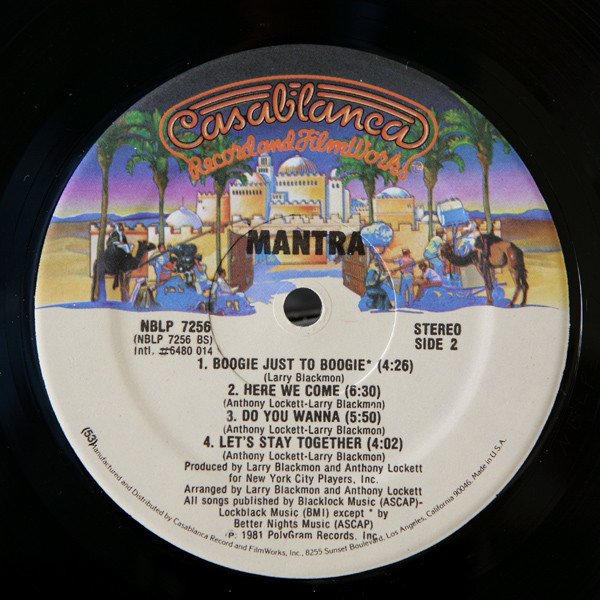 Casablanca
Record and FilmWorks
MANTRA
NBLP 7256
(NBLP 7256 BS)
Intl. #6480 014
STEREO
SIDE 2
1. BOOGIE JUST TO BOOGIE* (4:26)
(Larry Blackmon)
2. HERE WE COME (6:30)
(Anthony Lockett-Larry Blackmon)
3. DO YOU WANNA (5:50)
(Anthony Lockett-Larry Blackmon)
4. LET'S STAY TOGETHER (4:02)
(Anthony Lockett-Larry Blackmon)
Produced by Larry Blackmon and Anthony Lockett
for New York City Players, Inc.
Arranged by Larry Blackmon and Anthony Lockett
All songs published by Blacklock Music (ASCAP)-
Lockblack Music (BMI) except * by
Better Nights Music (ASCAP)
℗ 1981 PolyGram Records, Inc.
(53) Manufactured and Distributed by Casablanca Record and FilmWorks, Inc., 8255 Sunset Boulevard, Los Angeles, California 90046, Made in U.S.A.